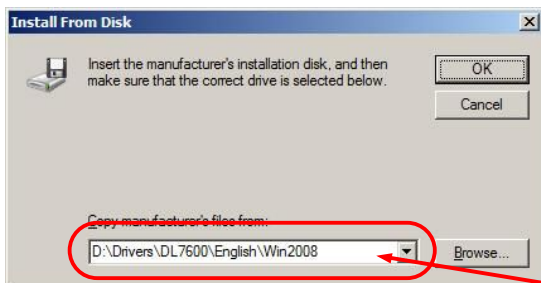 Install From Disk
Insert the manufacturer's installation disk, and then
make sure that the correct drive is selected below.
OK
Cancel
Copy manufacturer's files from:
D:\Drivers\DL7600\English\Win2008
Browse...